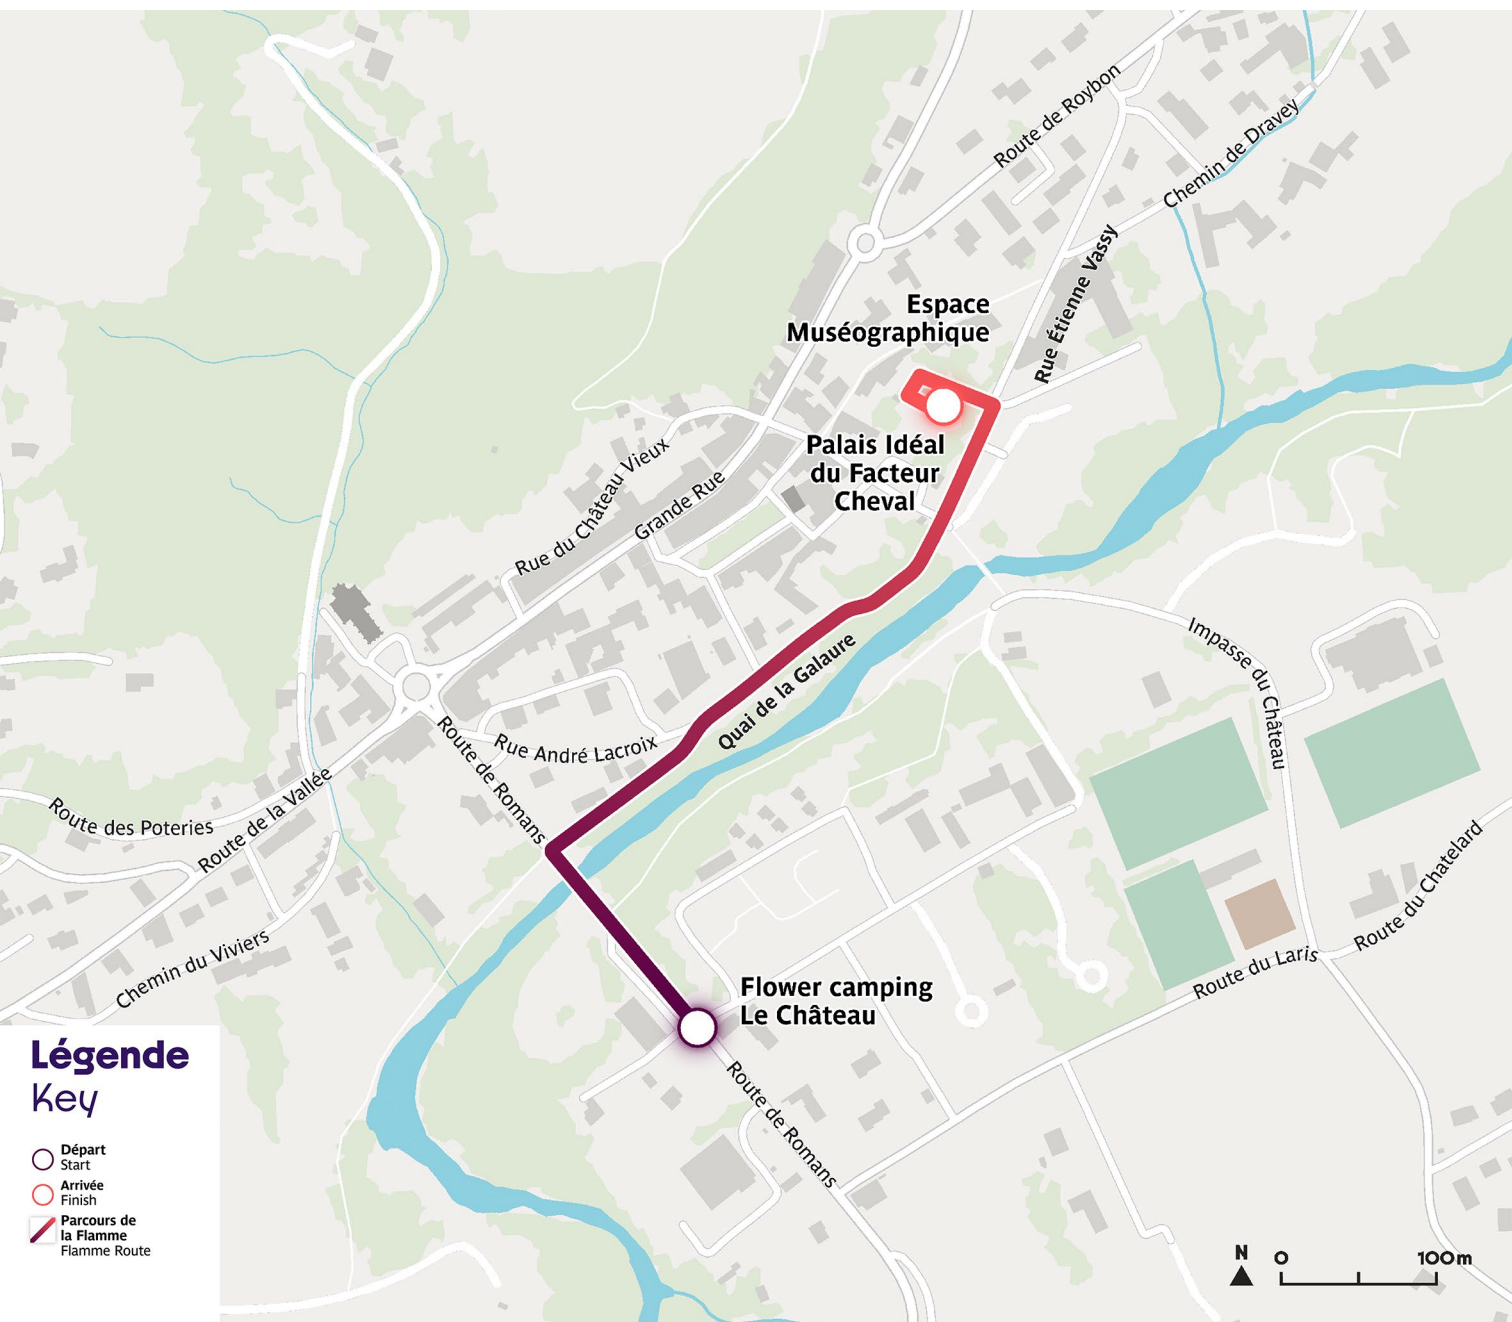 Route de Roybon
Chemin de Dravey
Rue Étienne Vassy
Espace
Muséographique
Palais Idéal
du Facteur
Cheval
Rue du Château Vieux
Grande Rue
Quai de la Galaure
Impasse du Château
Rue André Lacroix
Route de Romans
Route des Poteries
Route de la Vallée
Chemin du Viviers
Route du Chatelard
Route du Laris
Flower camping
Le Château
Route de Romans
Légende
Key
Départ
Start
Arrivée
Finish
Parcours de
la Flamme
Flamme Route
N
0 100m